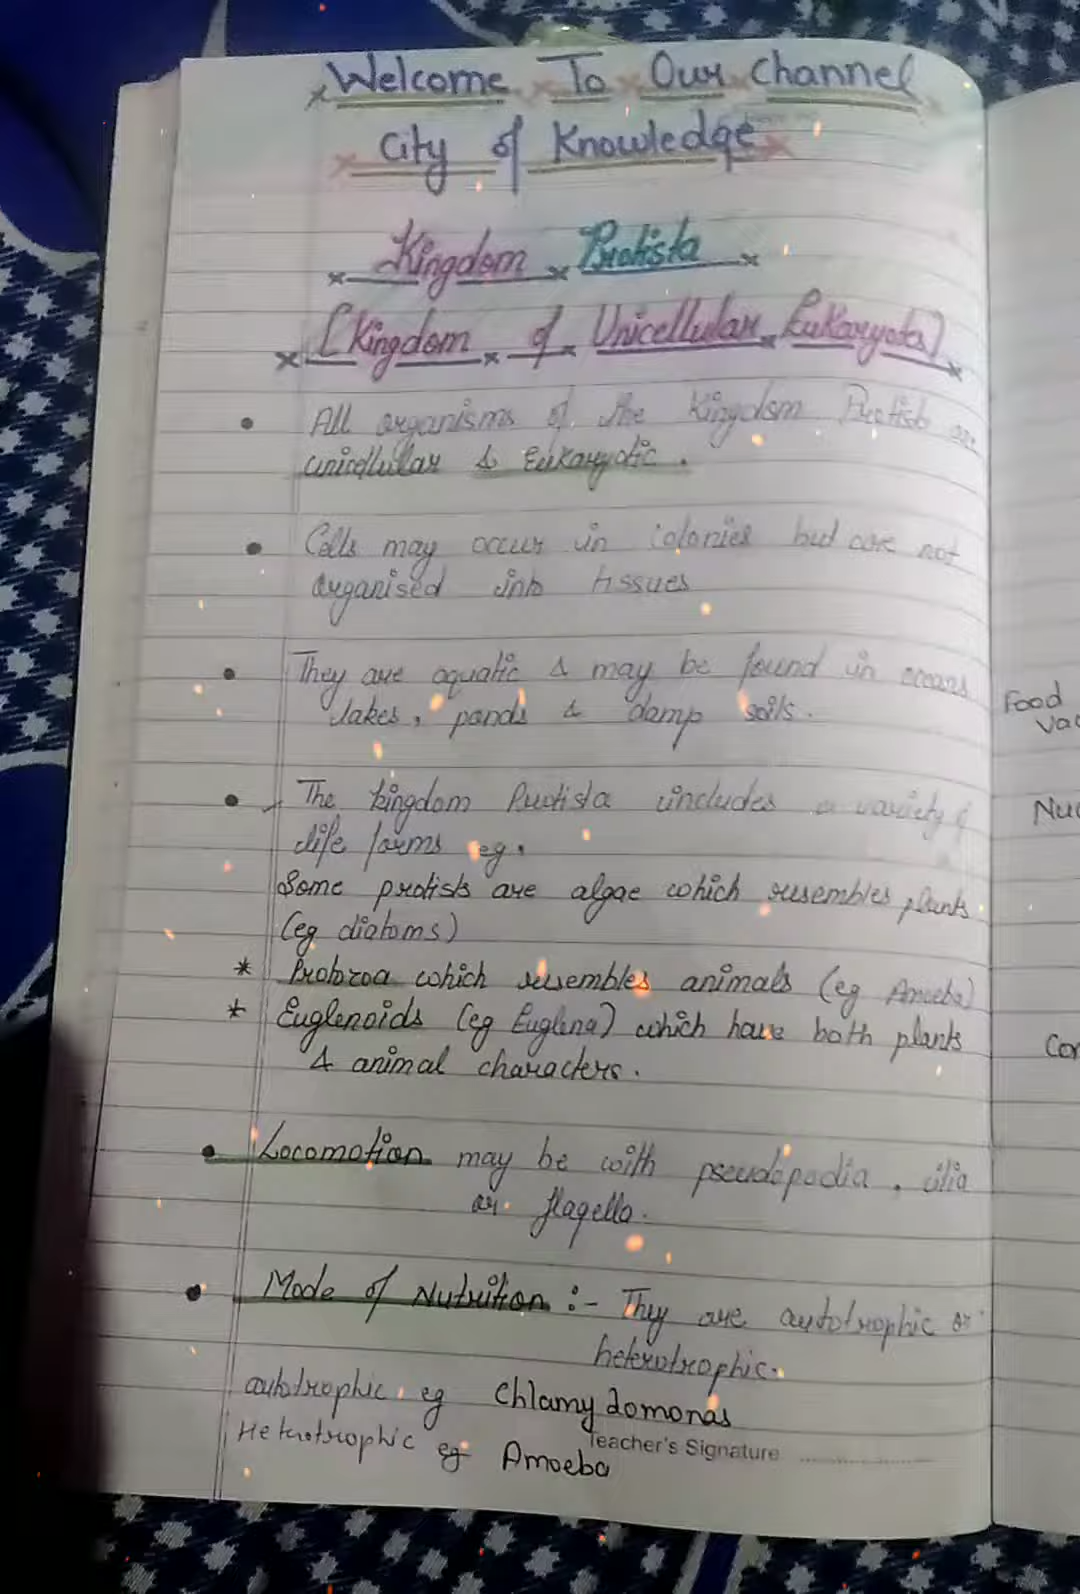 Welcome To Our Channel
City of Knowledge
Kingdom Protista
[Kingdom of Unicellular Eukaryotes]
All organisms of the Kingdom Protista are
unicellular & Eukaryotic.
Cells may occur in colonies but are not
organised into tissues
They are aquatic & may be found in oceans
lakes, ponds & damp soils.
The kingdom Protista includes a variety of
life forms eg.
Some protists are algae which resembles plants
(eg diatoms)
* Protozoa which resembles animals (eg Amoeba)
* Euglenoids (eg Euglena) which have both plants
& animal characters.
Locomotion may be with pseudopodia, cilia
or flagella.
Mode of Nutrition :- They are autotrophic or
heterotrophic.
autotrophic eg Chlamydomonas
Heterotrophic eg Amoeba
Teacher's Signature
Food
Vac
Nuc
Con